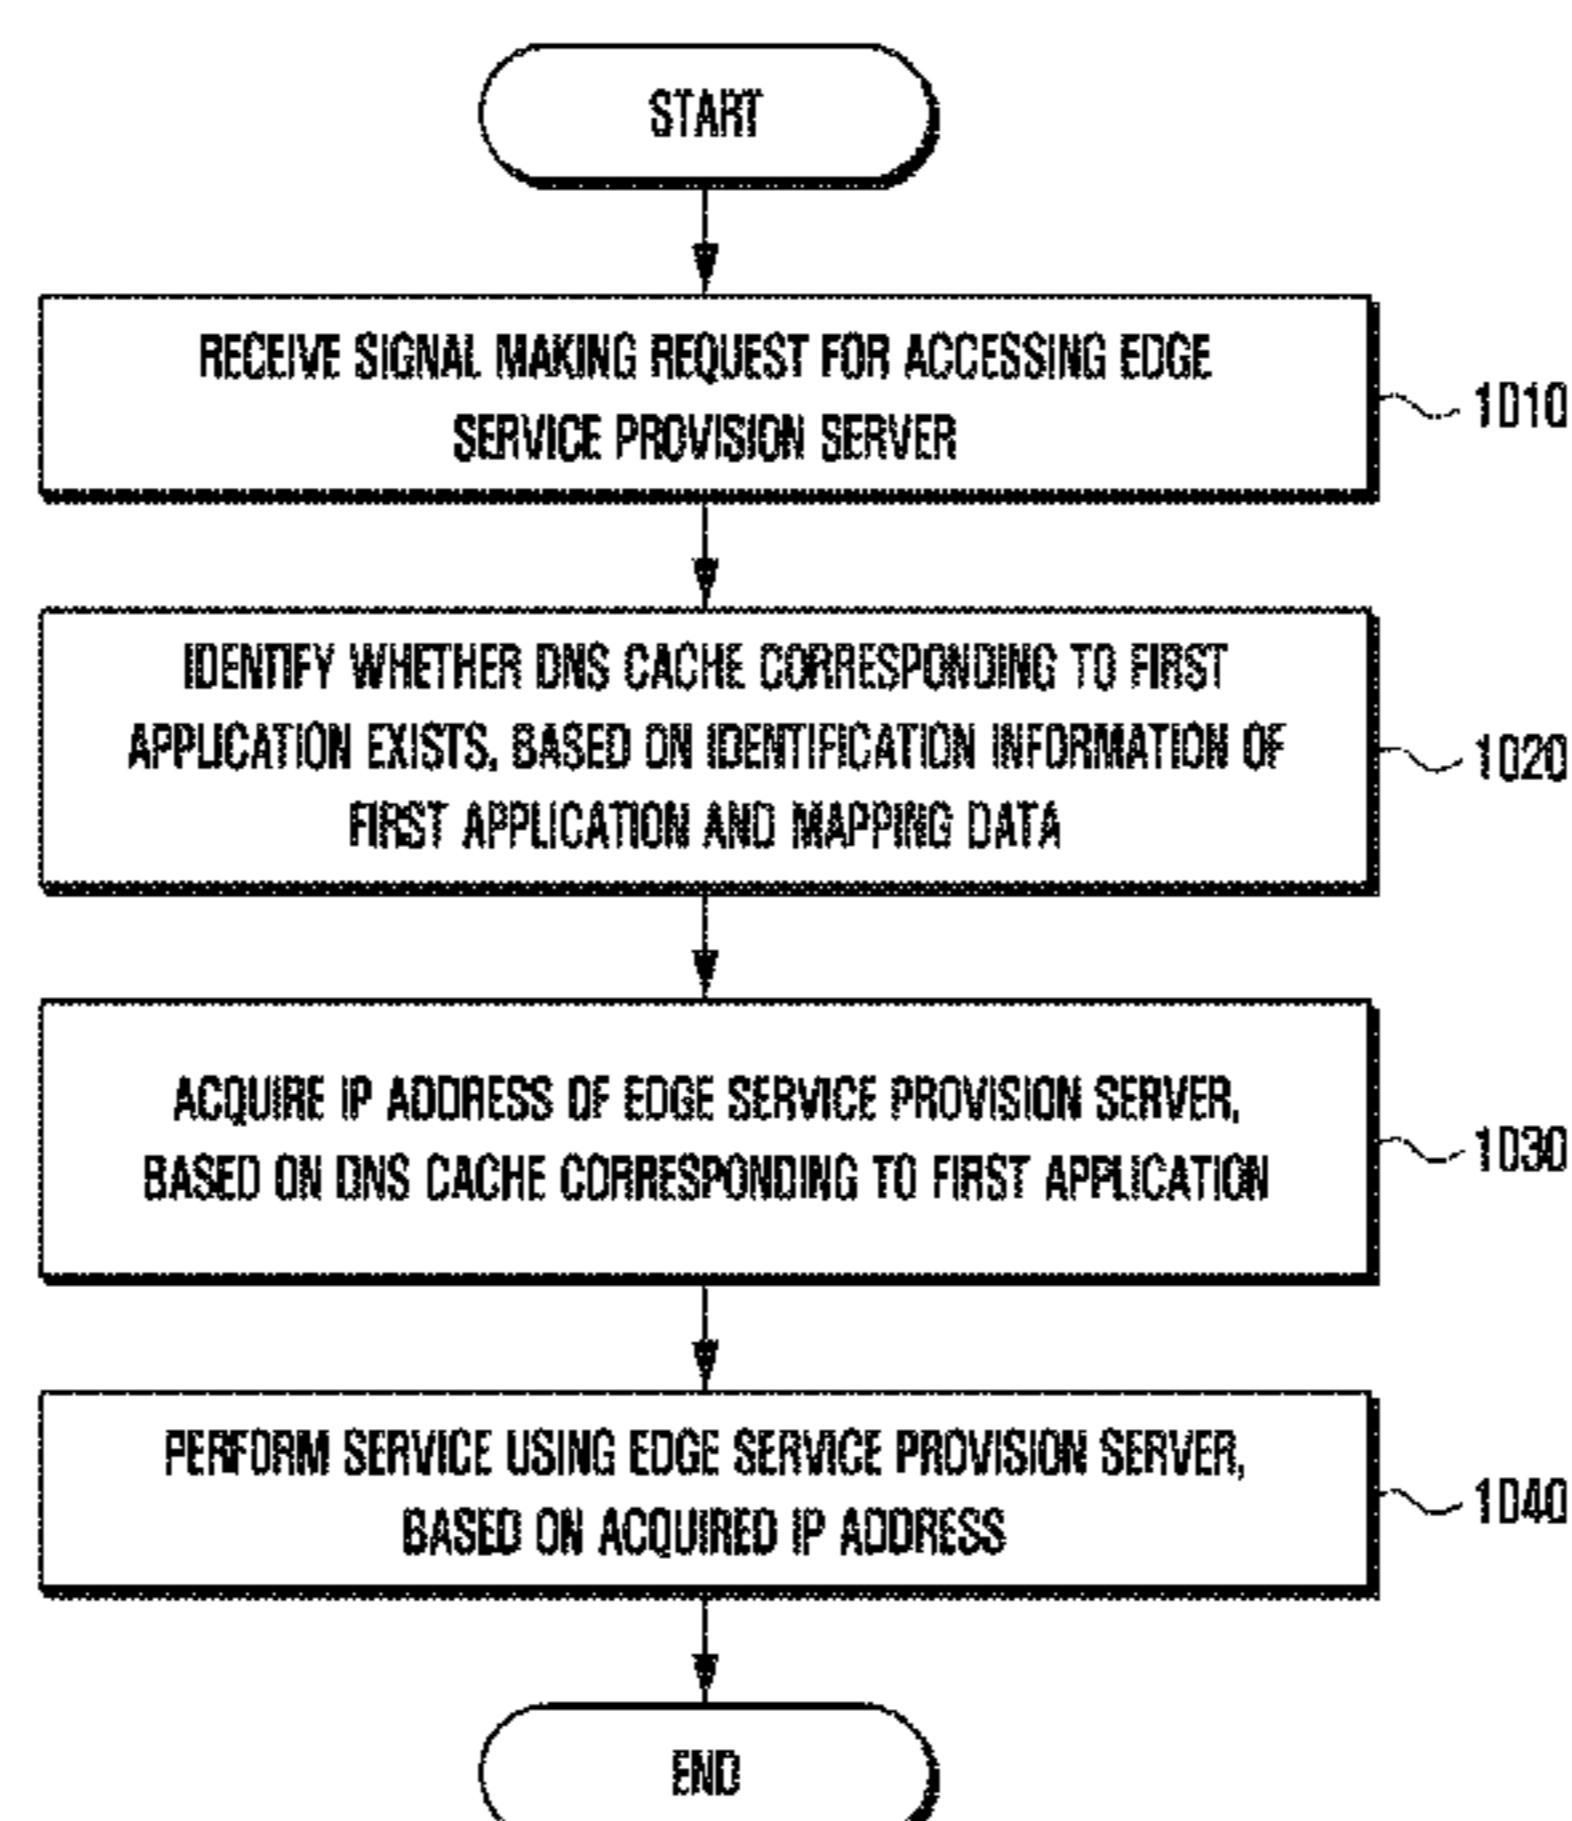 START
RECEIVE SIGNAL MAKING REQUEST FOR ACCESSING EDGE
SERVICE PROVISION SERVER
1010
IDENTIFY WHETHER DNS CACHE CORRESPONDING TO FIRST
APPLICATION EXISTS, BASED ON IDENTIFICATION INFORMATION OF
FIRST APPLICATION AND MAPPING DATA
1020
ACQUIRE IP ADDRESS OF EDGE SERVICE PROVISION SERVER,
BASED ON DNS CACHE CORRESPONDING TO FIRST APPLICATION
1030
PERFORM SERVICE USING EDGE SERVICE PROVISION SERVER,
BASED ON ACQUIRED IP ADDRESS
1040
END